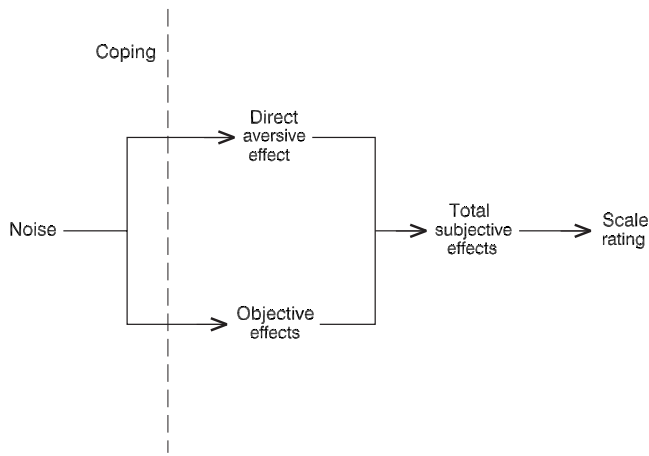 Coping
Direct
aversive
effect
Noise
Total
subjective
effects
Scale
rating
Objective
effects